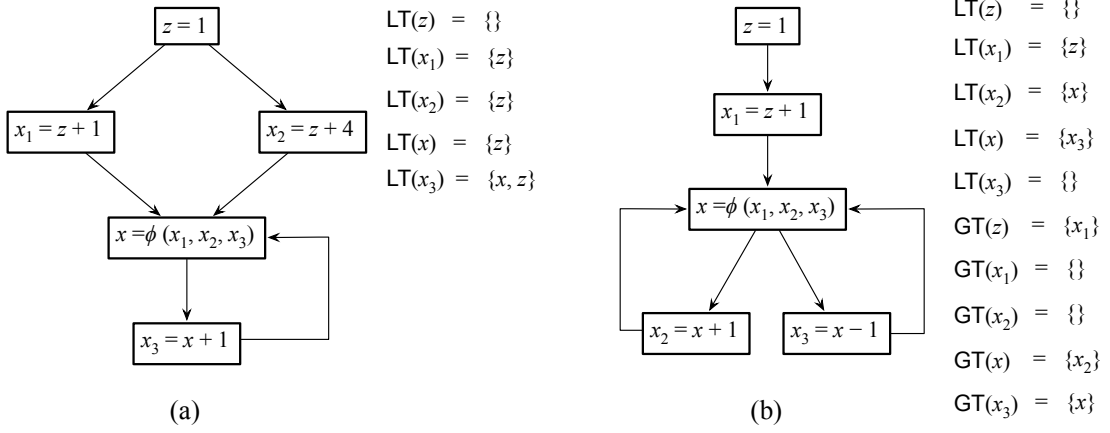 z = 1
x₁ = z + 1
x₂ = z + 4
x =ϕ (x₁, x₂, x₃)
x₃ = x + 1
(a)
LT(z) = {}
LT(x₁) = {z}
LT(x₂) = {z}
LT(x) = {z}
LT(x₃) = {x, z}
z = 1
x₁ = z + 1
x =ϕ (x₁, x₂, x₃)
x₂ = x + 1
x₃ = x − 1
(b)
LT(z) = {}
LT(x₁) = {z}
LT(x₂) = {x}
LT(x) = {x₃}
LT(x₃) = {}
GT(z) = {x₁}
GT(x₁) = {}
GT(x₂) = {}
GT(x) = {x₂}
GT(x₃) = {x}